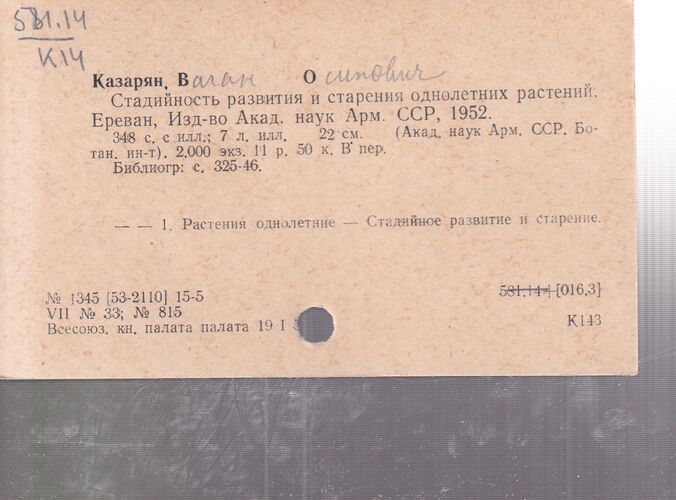 581.14
К14
Казарян, Ваган Осипович
Стадийность развития и старения однолетних растений.
Ереван, Изд-во Акад. наук Арм. ССР, 1952.
348 с. с илл.; 7 л. илл. 22 см. (Акад. наук Арм. ССР. Бо-
тан. ин-т). 2.000 экз. 11 р. 50 к. В пер.
Библиогр: с. 325-46.
— — 1. Растения однолетние — Стадийное развитие и старение.
№ 1345 [53-2110] 15-5
581.14+ [016.3]
VII № 33; № 815
Всесоюз. кн. палата палата 19 I
К143